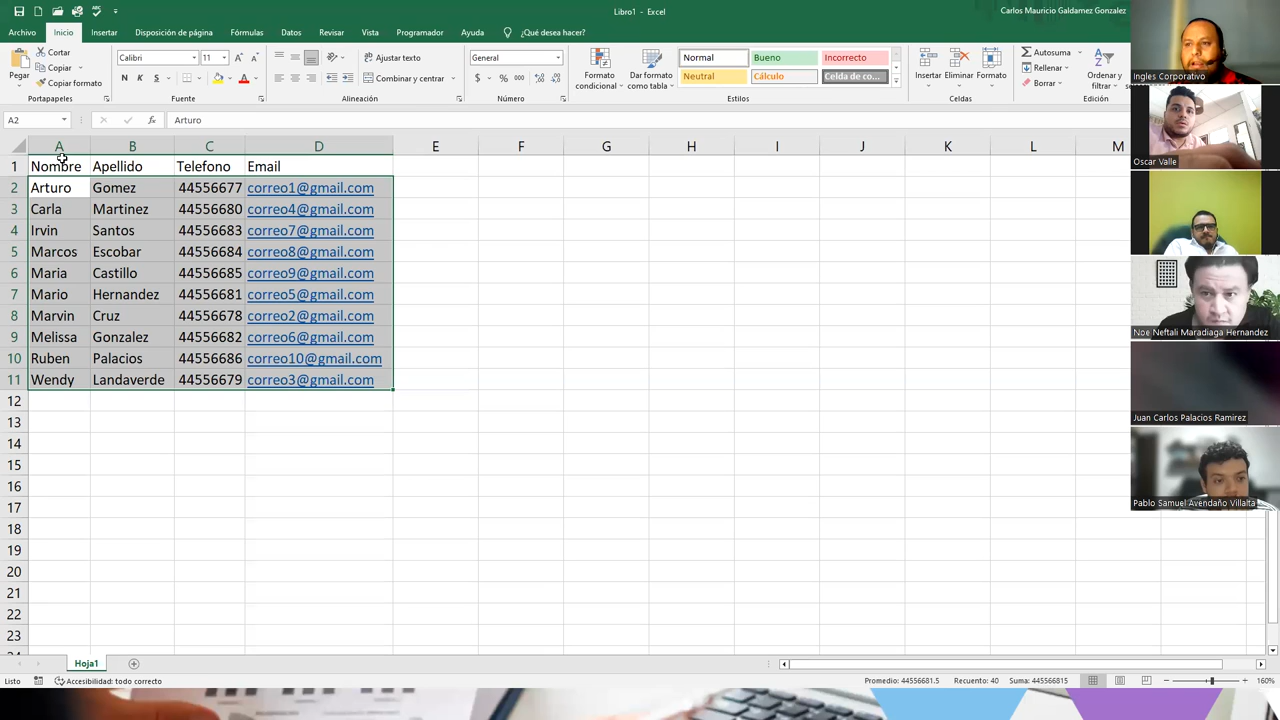 Libro1 - Excel
Carlos Mauricio Galdamez Gonzalez
Archivo Inicio Insertar Disposición de página Fórmulas Datos Revisar Vista Programador Ayuda ¿Qué desea hacer?
Pegar
Cortar
Copiar
Copiar formato
Portapapeles
Calibri 11
N K S
Fuente
Ajustar texto
Combinar y centrar
Alineación
General
$ % 000
Número
Formato condicional
Dar formato como tabla
Normal Bueno Incorrecto
Neutral Cálculo Celda de co...
Estilos
Insertar Eliminar Formato
Celdas
Autosuma
Rellenar
Borrar
Ordenar y filtrar
Edición
A2 fx Arturo
A B C D E F G H I J K L M
1 Nombre Apellido Telefono Email
2 Arturo Gomez 44556677 correo1@gmail.com
3 Carla Martinez 44556680 correo4@gmail.com
4 Irvin Santos 44556683 correo7@gmail.com
5 Marcos Escobar 44556684 correo8@gmail.com
6 Maria Castillo 44556685 correo9@gmail.com
7 Mario Hernandez 44556681 correo5@gmail.com
8 Marvin Cruz 44556678 correo2@gmail.com
9 Melissa Gonzalez 44556682 correo6@gmail.com
10 Ruben Palacios 44556686 correo10@gmail.com
11 Wendy Landaverde 44556679 correo3@gmail.com
12
13
14
15
16
17
18
19
20
21
22
23
Hoja1
Listo Accesibilidad: todo correcto Promedio: 44556681.5 Recuento: 40 Suma: 445566815 160%
Ingles Corporativo
Oscar Valle
Noe Neftali Maradiaga Hernandez
Juan Carlos Palacios Ramirez
Pablo Samuel Avendaño Villalta